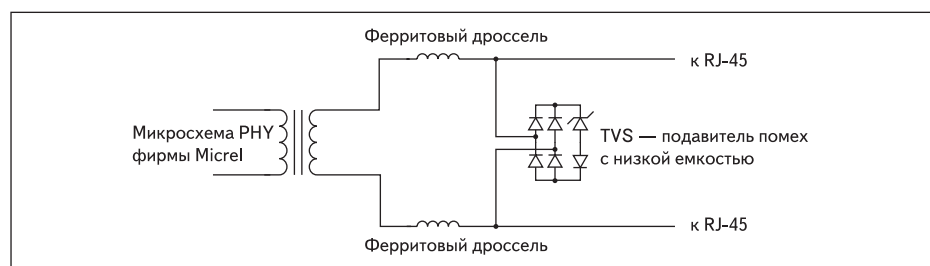 Ферритовый дроссель
к RJ-45
Микросхема PHY
фирмы Micrel
TVS — подавитель помех
с низкой емкостью
к RJ-45
Ферритовый дроссель